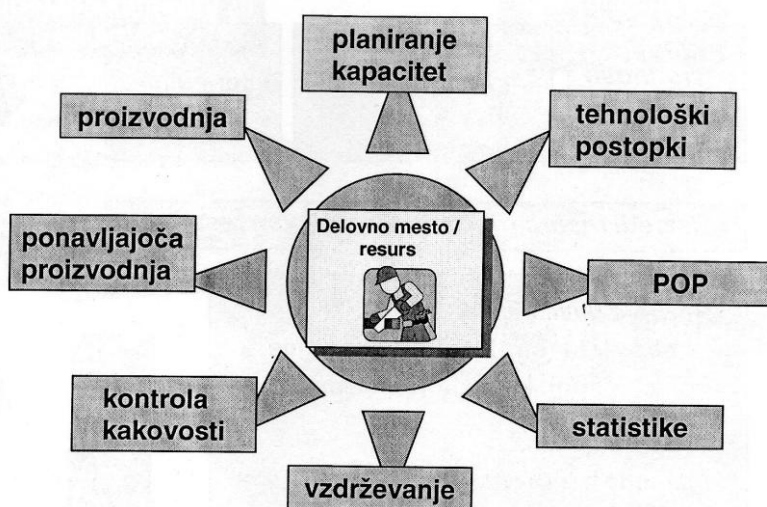 planiranje
kapacitet
proizvodnja
tehnološki
postopki
Delovno mesto /
resurs
ponavljajoča
proizvodnja
POP
kontrola
kakovosti
statistike
vzdrževanje